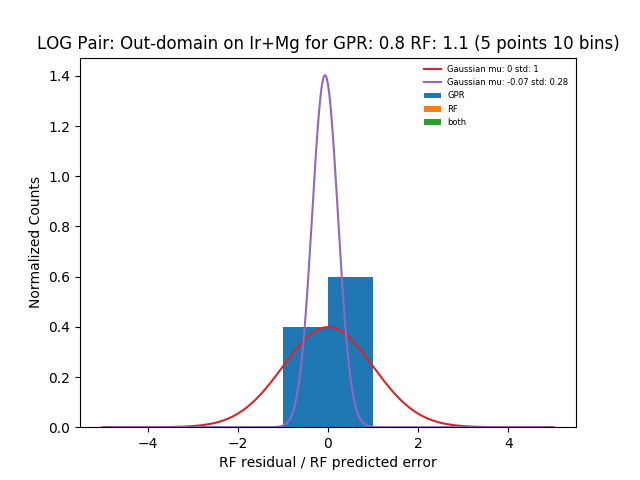 LOG Pair: Out-domain on Ir+Mg for GPR: 0.8 RF: 1.1 (5 points 10 bins)
Gaussian mu: 0 std: 1
Gaussian mu: -0.07 std: 0.28
GPR
RF
both
Normalized Counts
1.4
1.2
1.0
0.8
0.6
0.4
0.2
0.0
−4
−2
0
2
4
RF residual / RF predicted error